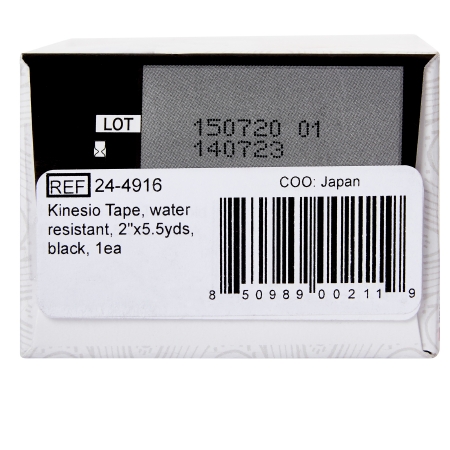 LOT 150720 01
140723
REF 24-4916
COO: Japan
Kinesio Tape, water
resistant, 2"x5.5yds,
black, 1ea
8 50989 00211 9